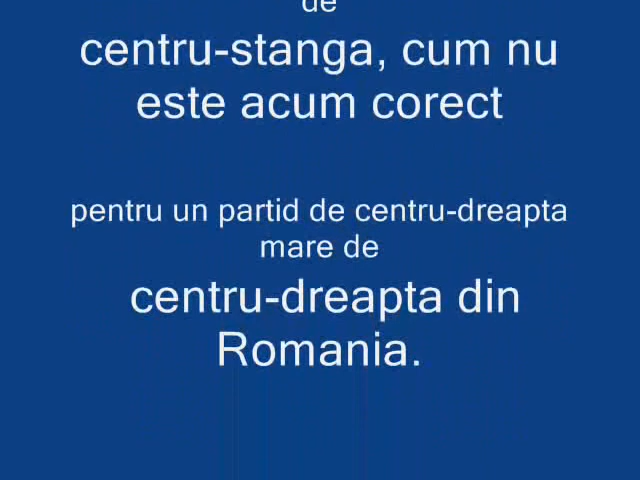 de
centru-stanga, cum nu
este acum corect
pentru un partid de centru-dreapta
mare de
centru-dreapta din
Romania.